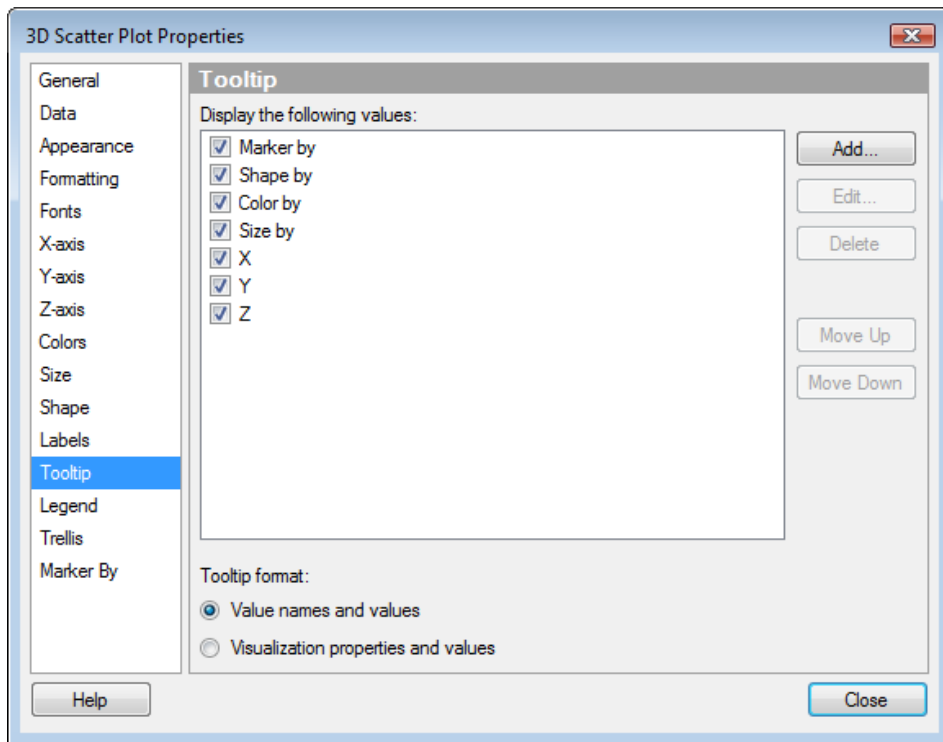 3D Scatter Plot Properties
General
Data
Appearance
Formatting
Fonts
X-axis
Y-axis
Z-axis
Colors
Size
Shape
Labels
Tooltip
Legend
Trellis
Marker By
Tooltip
Display the following values:
Marker by
Shape by
Color by
Size by
X
Y
Z
Add...
Edit...
Delete
Move Up
Move Down
Tooltip format:
Value names and values
Visualization properties and values
Help
Close